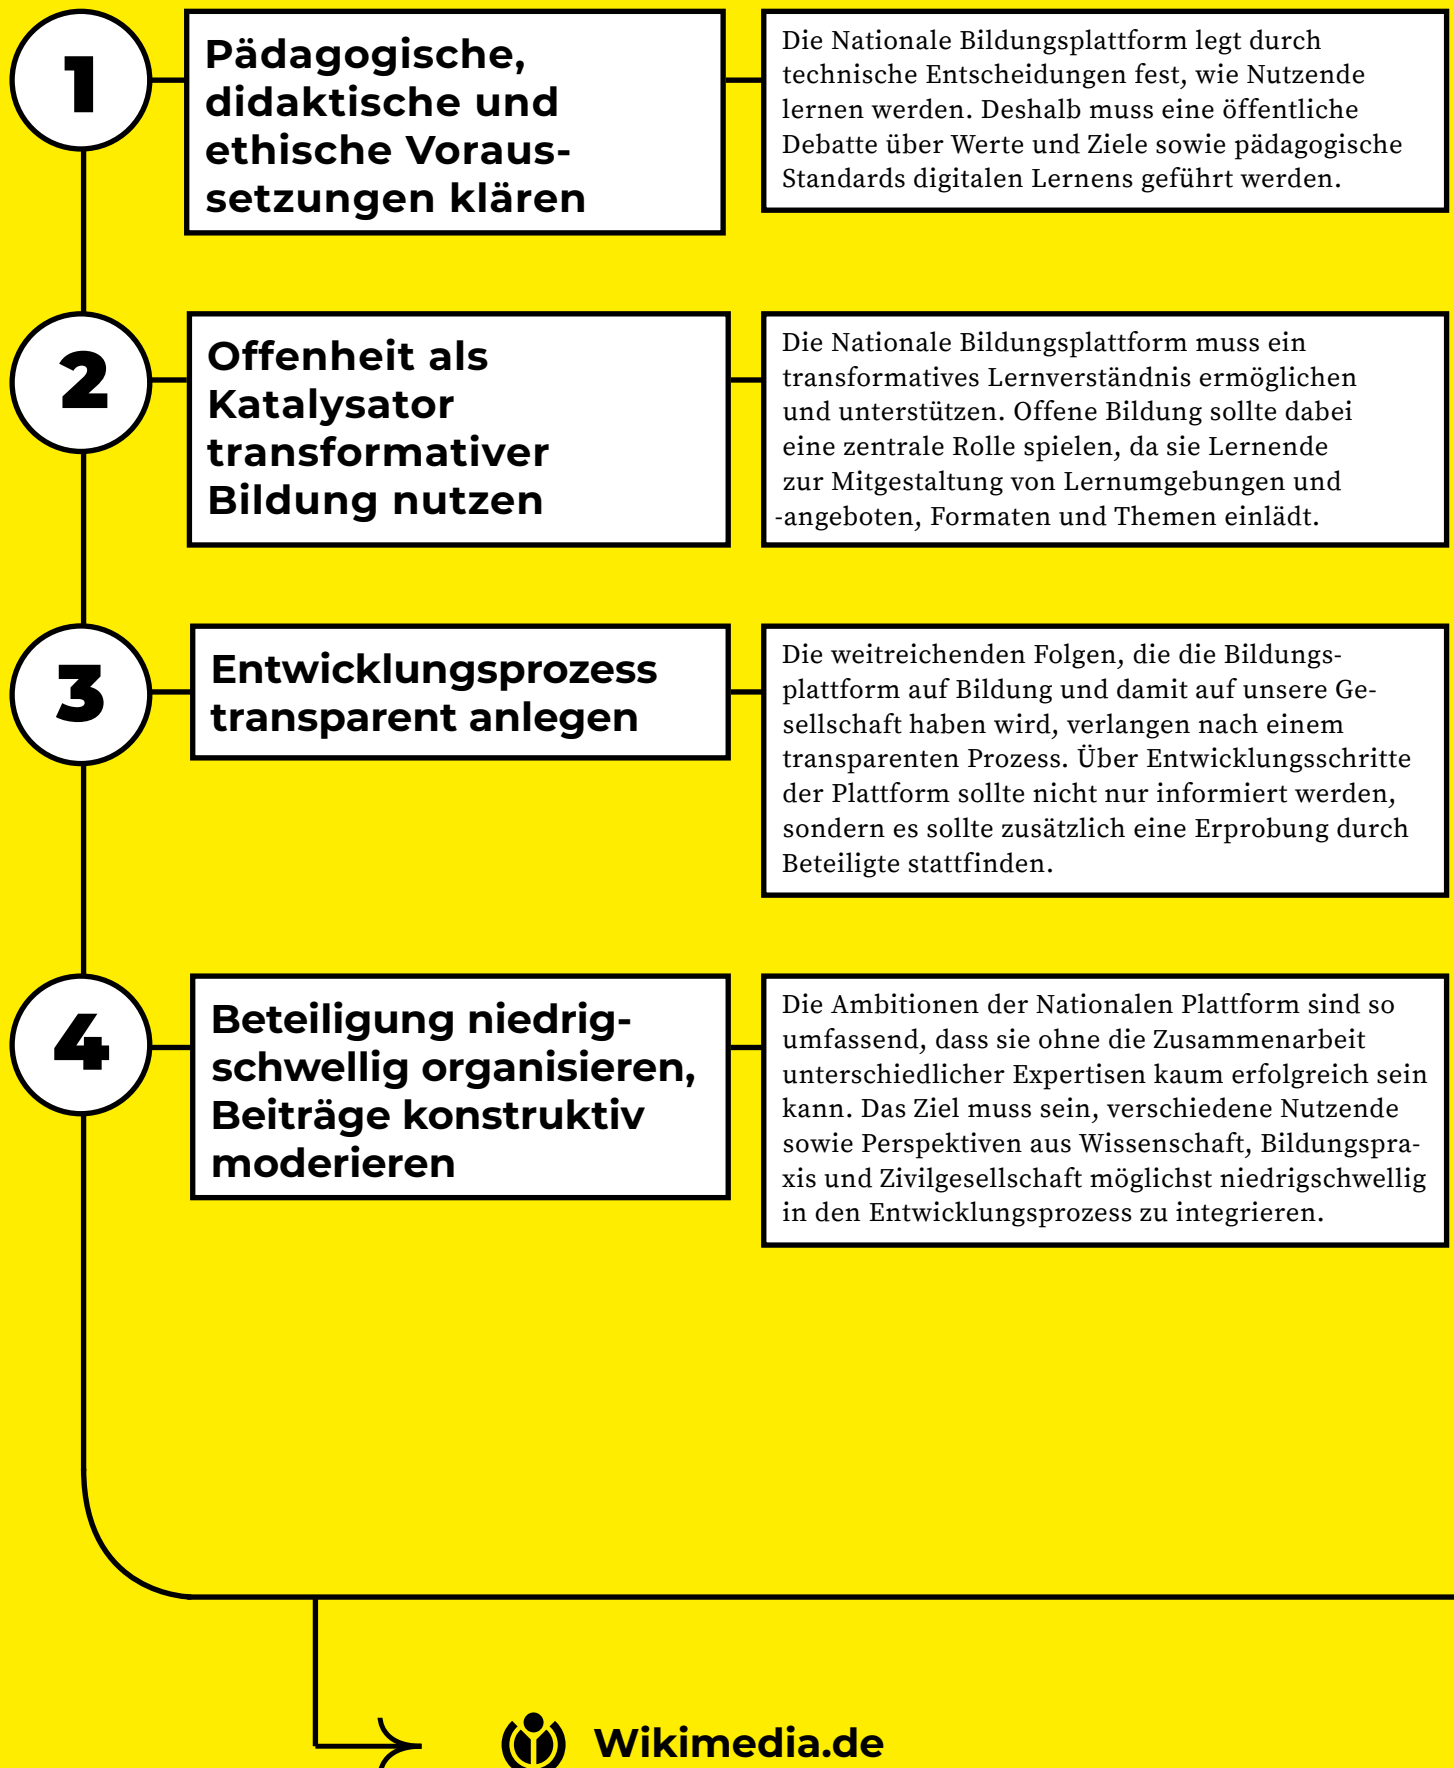 1
Pädagogische,
didaktische und
ethische Voraus-
setzungen klären
Die Nationale Bildungsplattform legt durch
technische Entscheidungen fest, wie Nutzende
lernen werden. Deshalb muss eine öffentliche
Debatte über Werte und Ziele sowie pädagogische
Standards digitalen Lernens geführt werden.
2
Offenheit als
Katalysator
transformativer
Bildung nutzen
Die Nationale Bildungsplattform muss ein
transformatives Lernverständnis ermöglichen
und unterstützen. Offene Bildung sollte dabei
eine zentrale Rolle spielen, da sie Lernende
zur Mitgestaltung von Lernumgebungen und
-angeboten, Formaten und Themen einlädt.
3
Entwicklungsprozess
transparent anlegen
Die weitreichenden Folgen, die die Bildungs-
plattform auf Bildung und damit auf unsere Ge-
sellschaft haben wird, verlangen nach einem
transparenten Prozess. Über Entwicklungsschritte
der Plattform sollte nicht nur informiert werden,
sondern es sollte zusätzlich eine Erprobung durch
Beteiligte stattfinden.
4
Beteiligung niedrig-
schwellig organisieren,
Beiträge konstruktiv
moderieren
Die Ambitionen der Nationalen Plattform sind so
umfassend, dass sie ohne die Zusammenarbeit
unterschiedlicher Expertisen kaum erfolgreich sein
kann. Das Ziel muss sein, verschiedene Nutzende
sowie Perspektiven aus Wissenschaft, Bildungspra-
xis und Zivilgesellschaft möglichst niedrigschwellig
in den Entwicklungsprozess zu integrieren.
Wikimedia.de